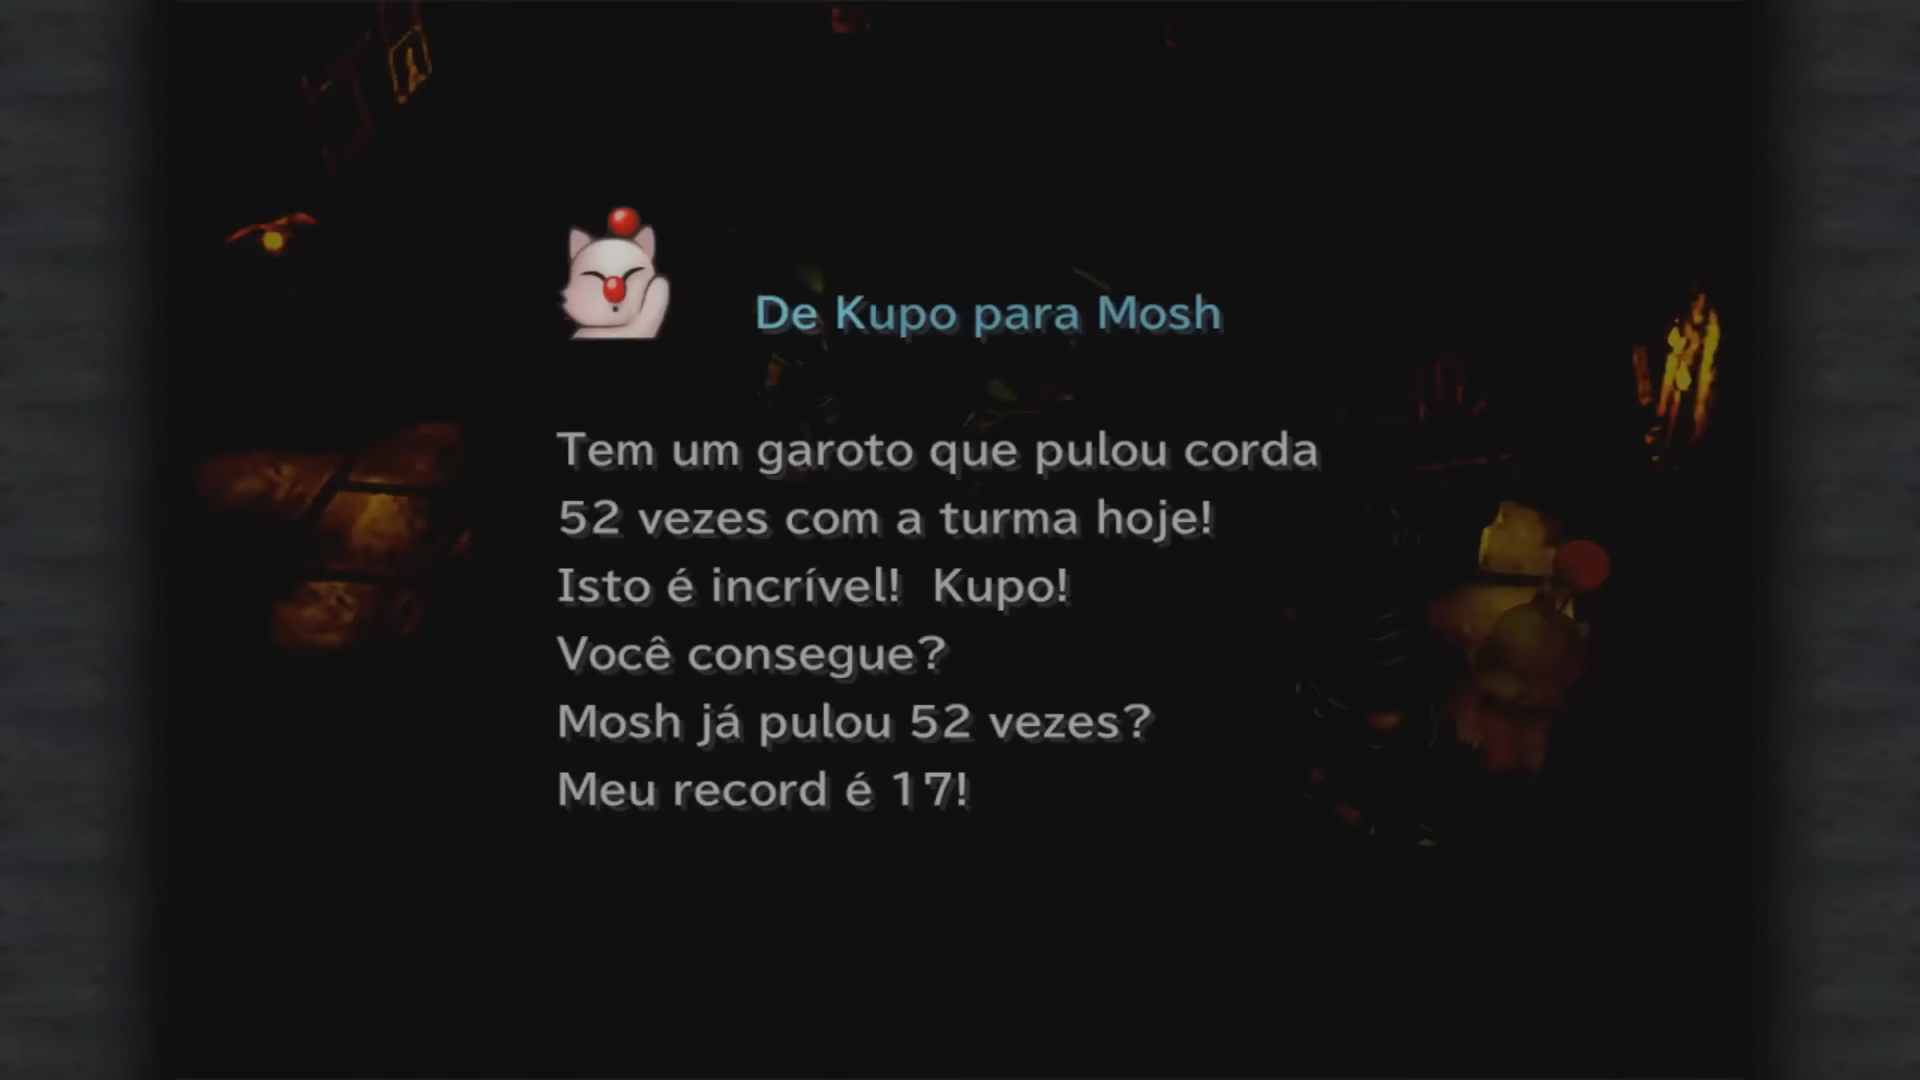 De Kupo para Mosh
Tem um garoto que pulou corda
52 vezes com a turma hoje!
Isto é incrível! Kupo!
Você consegue?
Mosh já pulou 52 vezes?
Meu record é 17!